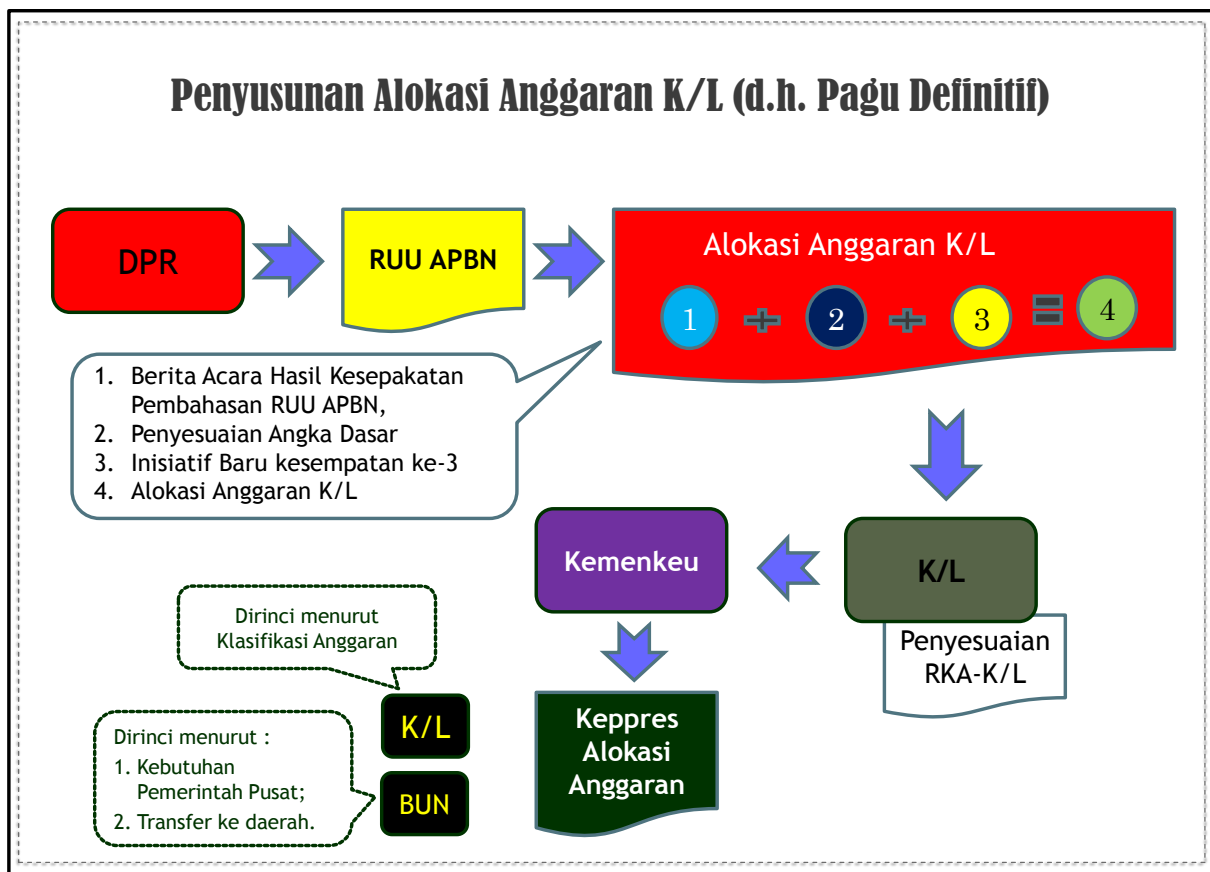 Penyusunan Alokasi Anggaran K/L (d.h. Pagu Definitif)
DPR
RUU APBN
Alokasi Anggaran K/L
1 + 2 + 3 = 4
1. Berita Acara Hasil Kesepakatan
Pembahasan RUU APBN,
2. Penyesuaian Angka Dasar
3. Inisiatif Baru kesempatan ke-3
4. Alokasi Anggaran K/L
Kemenkeu
K/L
Penyesuaian
RKA-K/L
Dirinci menurut
Klasifikasi Anggaran
K/L
Keppres
Alokasi
Anggaran
Dirinci menurut :
1. Kebutuhan
Pemerintah Pusat;
2. Transfer ke daerah.
BUN